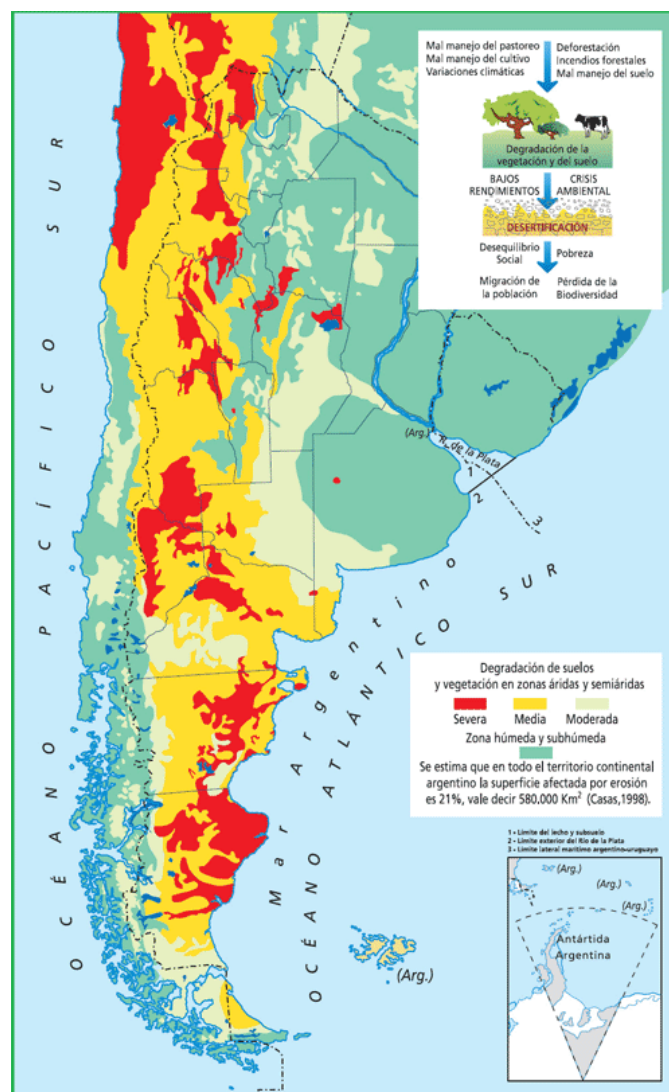 Mal manejo del pastoreo
Mal manejo del cultivo
Variaciones climáticas
Deforestación
Incendios forestales
Mal manejo del suelo
Degradación de la
vegetación y del suelo
BAJOS
RENDIMIENTOS
CRISIS
AMBIENTAL
DESERTIFICACIÓN
Desequilibrio
Social
Pobreza
Migración de
la población
Pérdida de la
Biodiversidad
OCÉANO PACÍFICO SUR
(Arg.)
R. de la Plata
1
2
3
Mar Argentino
OCÉANO ATLÁNTICO SUR
Degradación de suelos
y vegetación en zonas áridas y semiáridas
Severa Media Moderada
Zona húmeda y subhúmeda
Se estima que en todo el territorio continental
argentino la superficie afectada por erosión
es 21%, vale decir 580.000 Km² (Casas,1998).
1 • Límite del lecho y subsuelo
2 • Límite exterior del Río de la Plata
3 • Límite lateral marítimo argentino-uruguayo
(Arg.)
(Arg.)
(Arg.)
Antártida
Argentina
(Arg.)